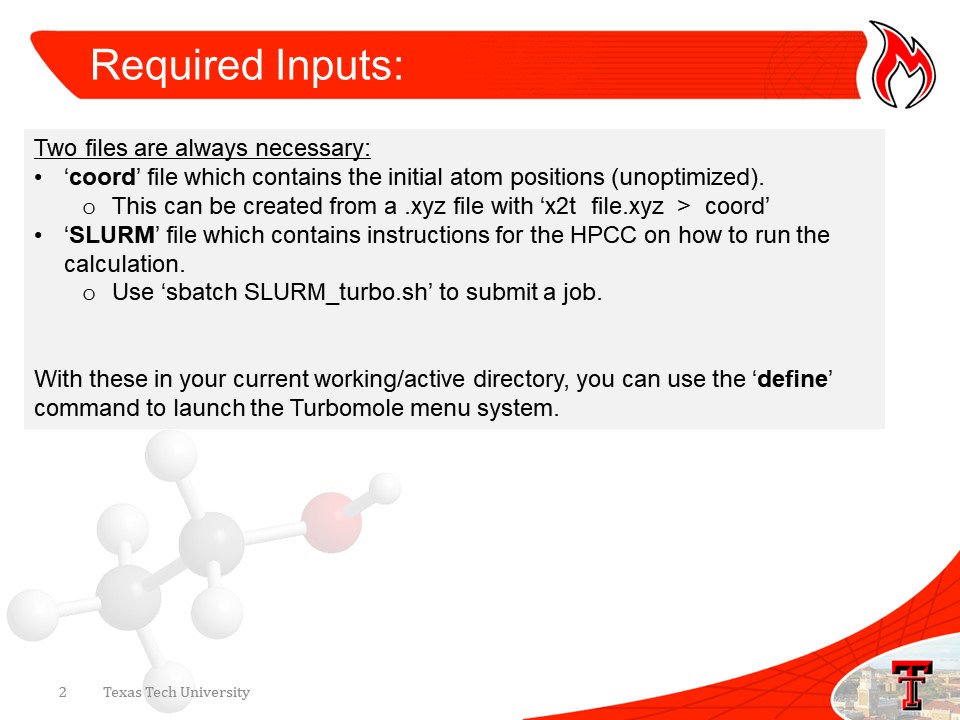 Required Inputs:
Two files are always necessary:
• ‘coord’ file which contains the initial atom positions (unoptimized).
o This can be created from a .xyz file with ‘x2t file.xyz > coord’
• ‘SLURM’ file which contains instructions for the HPCC on how to run the
calculation.
o Use ‘sbatch SLURM_turbo.sh’ to submit a job.
With these in your current working/active directory, you can use the ‘define’
command to launch the Turbomole menu system.
2 Texas Tech University